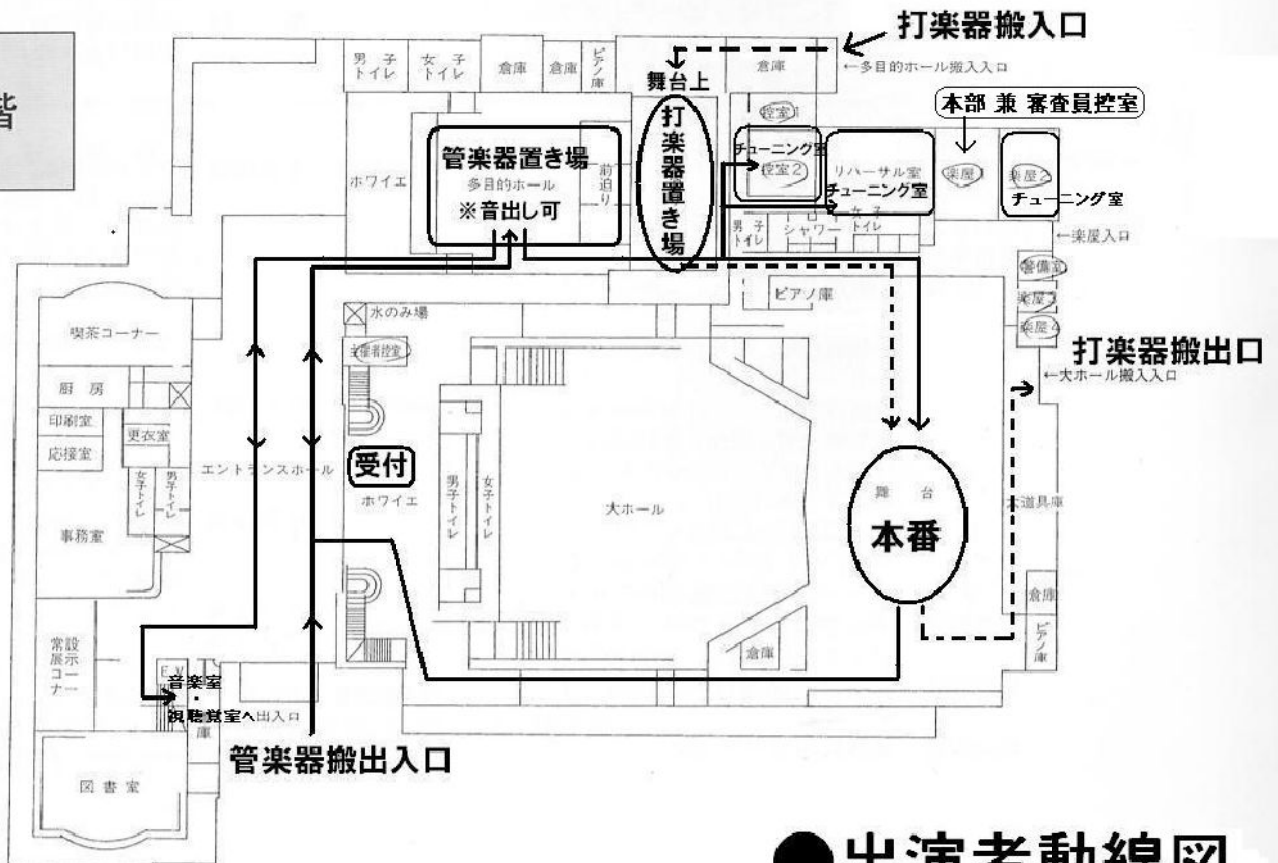 階
打楽器搬入口
男子トイレ
女子トイレ
倉庫
倉庫
ピアノ庫
舞台上
倉庫
←多目的ホール搬入入口
本部 兼 審査員控室
控室1
打楽器置き場
管楽器置き場
多目的ホール
※音出し可
前迫り
ホワイエ
チューニング室
控室2
リハーサル室
チューニング室
楽屋1
楽屋2
チューニング室
男子トイレ
シャワー
女子トイレ
←楽屋入口
警備室
楽屋3
楽屋4
ピアノ庫
水のみ場
主催者控室
喫茶コーナー
打楽器搬出口
←大ホール搬入入口
厨房
印刷室
更衣室
応接室
エントランスホール
受付
ホワイエ
女子トイレ
男子トイレ
男子トイレ
女子トイレ
大ホール
舞台
本番
大道具庫
事務室
倉庫
ピアノ庫
倉庫
常設展示コーナー
E.V
音楽室
・
視聴覚室へ
出入口
庫
管楽器搬出入口
図書室
●出演者動線図